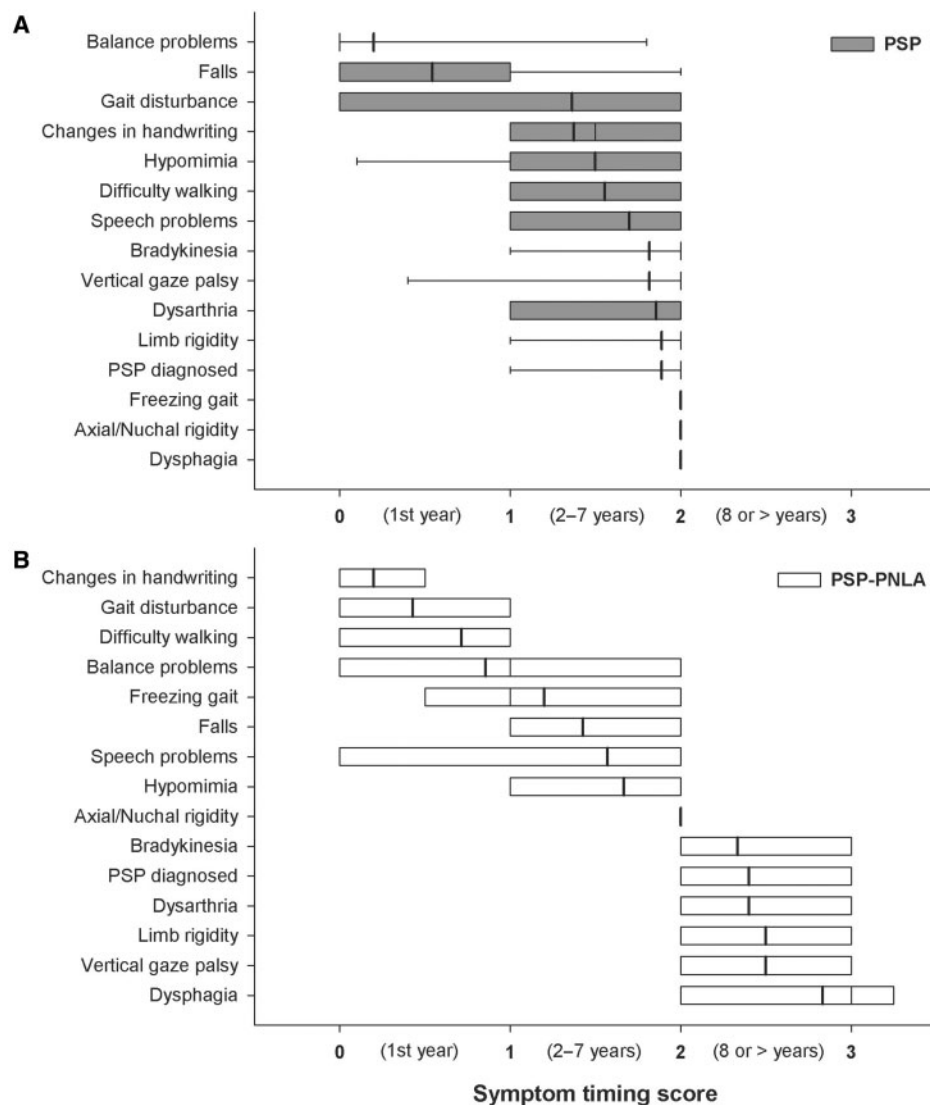 A
PSP
Balance problems
Falls
Gait disturbance
Changes in handwriting
Hypomimia
Difficulty walking
Speech problems
Bradykinesia
Vertical gaze palsy
Dysarthria
Limb rigidity
PSP diagnosed
Freezing gait
Axial/Nuchal rigidity
Dysphagia
0 (1st year) 1 (2–7 years) 2 (8 or > years) 3
B
PSP-PNLA
Changes in handwriting
Gait disturbance
Difficulty walking
Balance problems
Freezing gait
Falls
Speech problems
Hypomimia
Axial/Nuchal rigidity
Bradykinesia
PSP diagnosed
Dysarthria
Limb rigidity
Vertical gaze palsy
Dysphagia
0 (1st year) 1 (2–7 years) 2 (8 or > years) 3
Symptom timing score